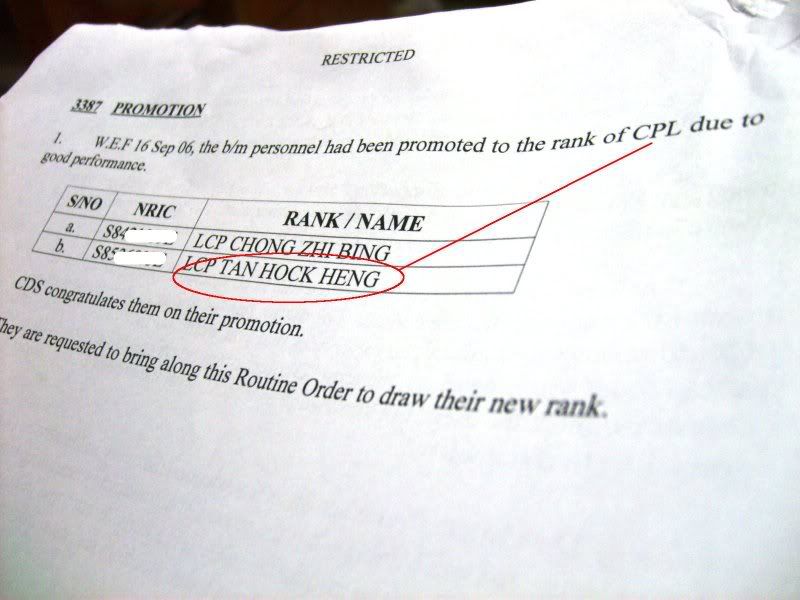 RESTRICTED
3387 PROMOTION
1. W.E.F 16 Sep 06, the b/m personnel had been promoted to the rank of CPL due to
good performance.
S/NO NRIC RANK / NAME
a. S84 LCP CHONG ZHI BING
b. S85 LCP TAN HOCK HENG
CDS congratulates them on their promotion.
They are requested to bring along this Routine Order to draw their new rank.